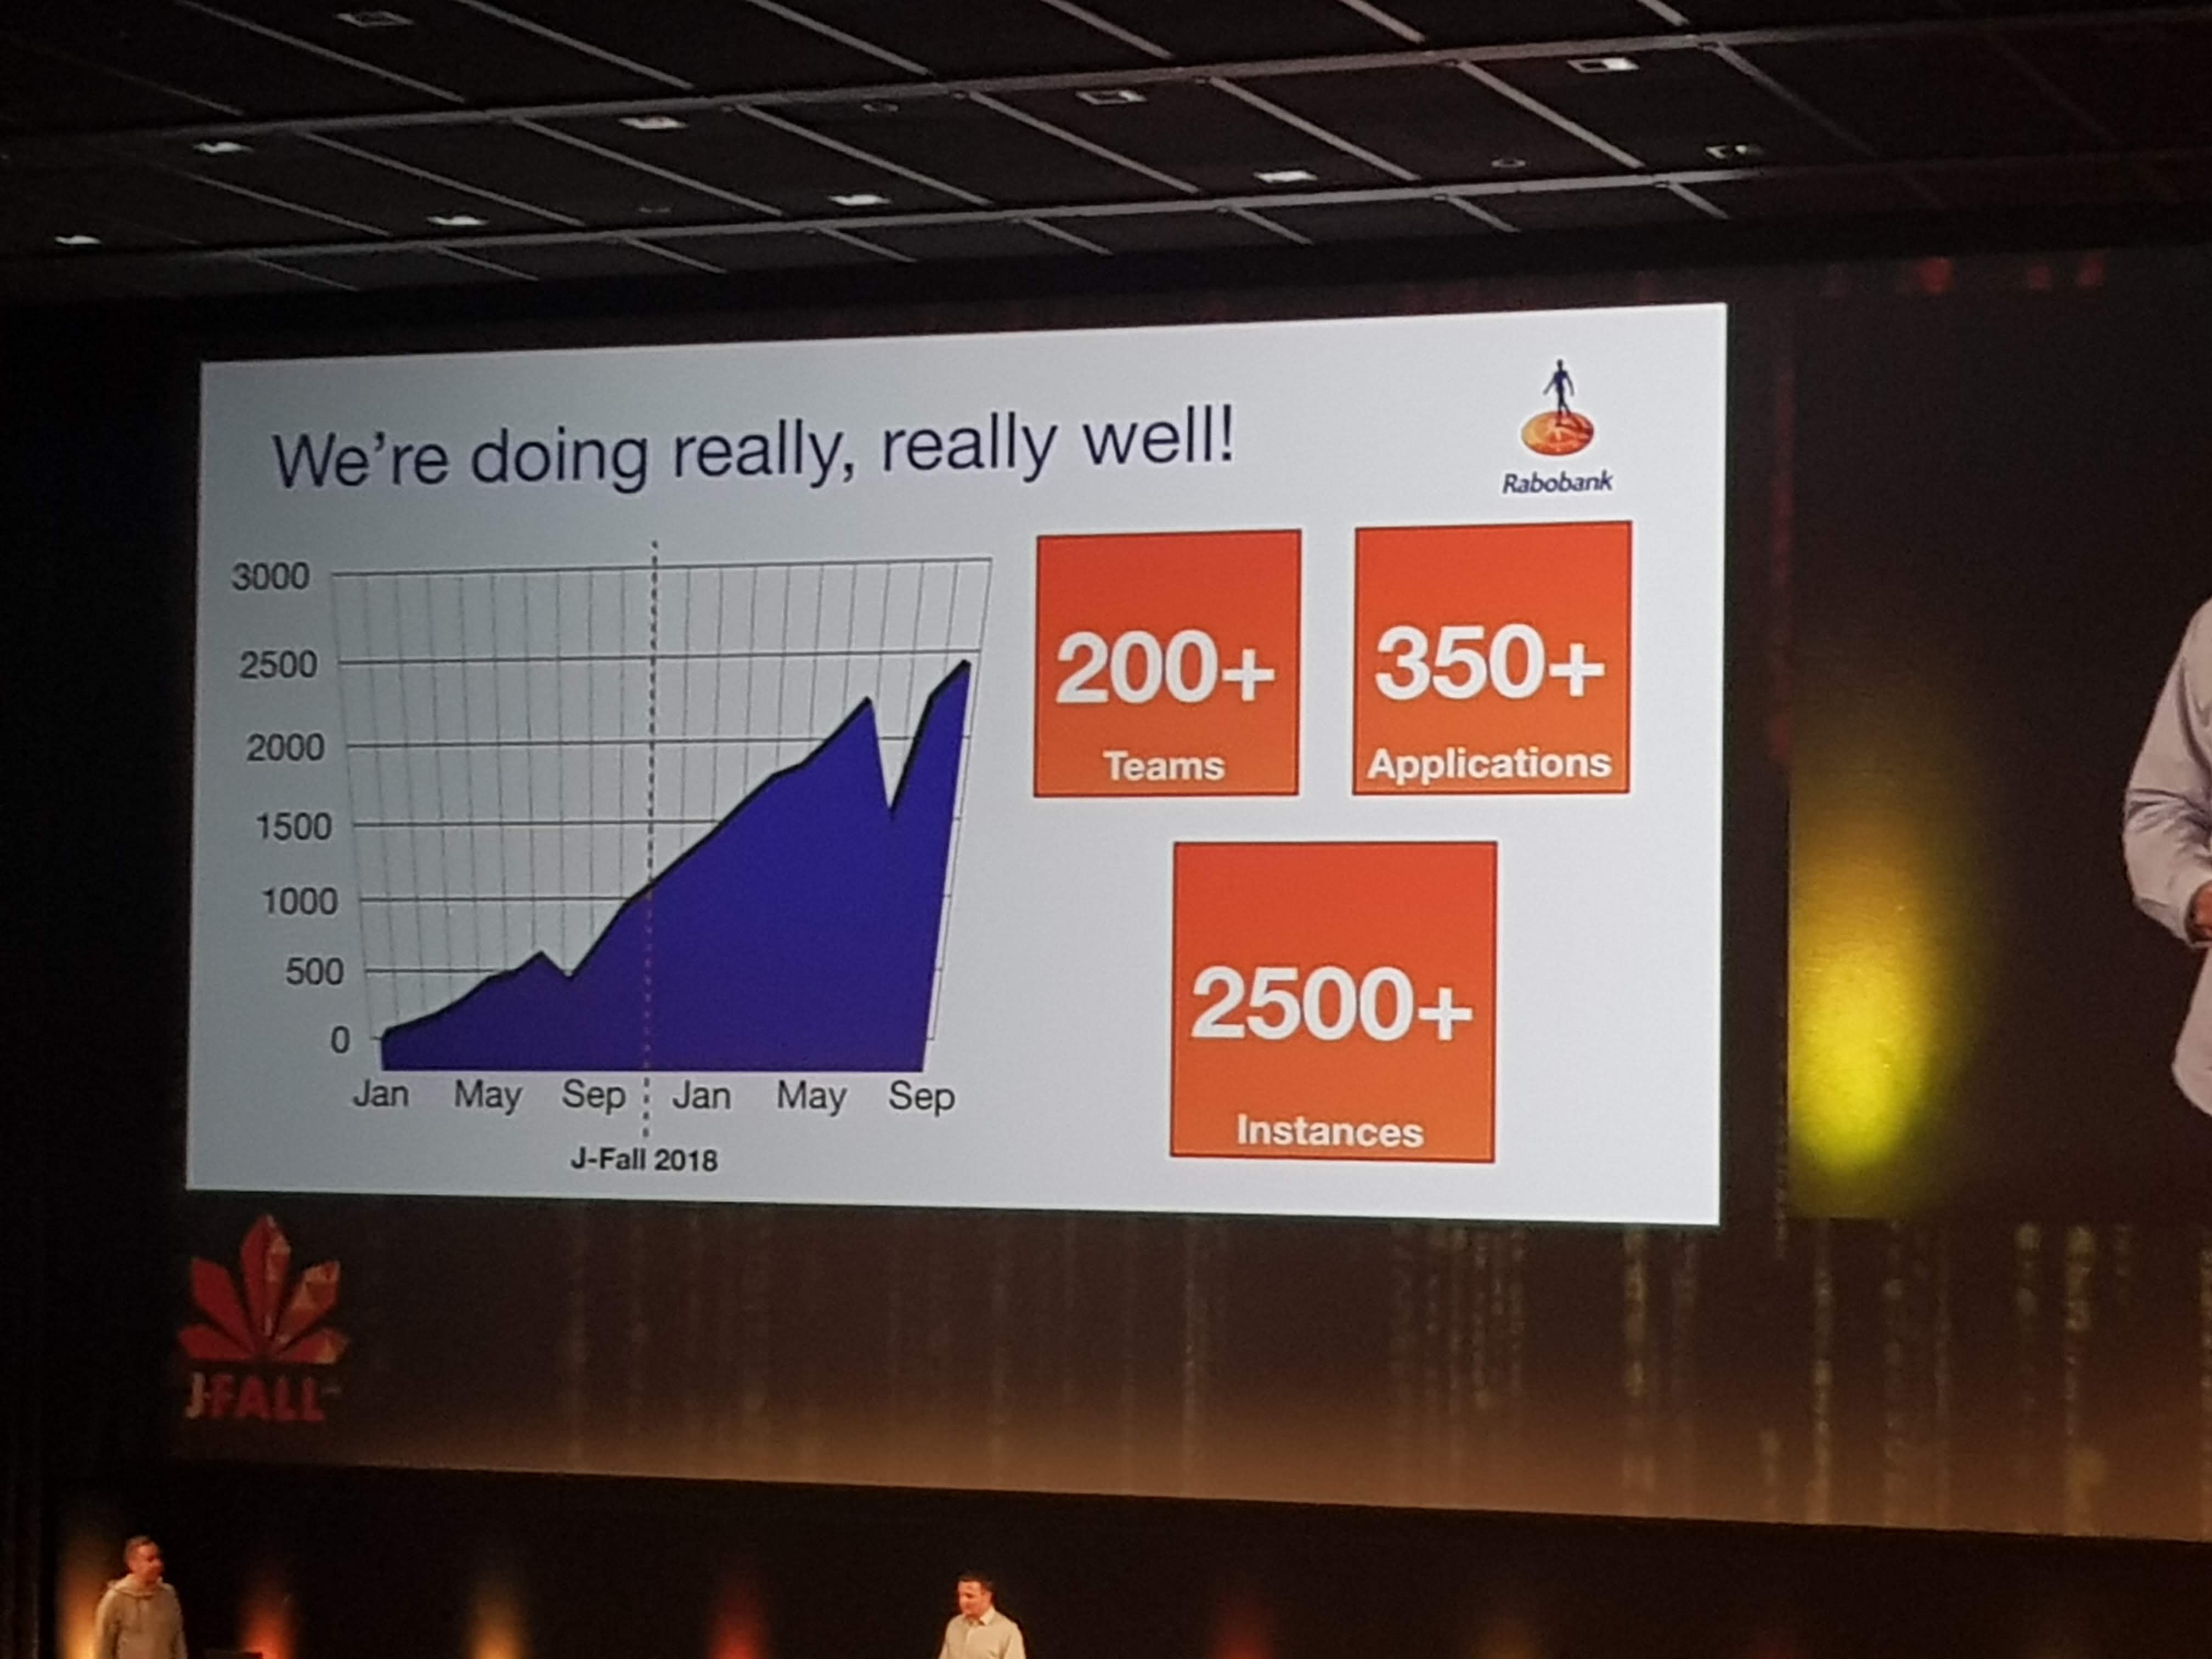 We're doing really, really well!
Rabobank
3000
2500
2000
1500
1000
500
0
Jan May Sep Jan May Sep
J-Fall 2018
200+
Teams
350+
Applications
2500+
Instances
J-FALL